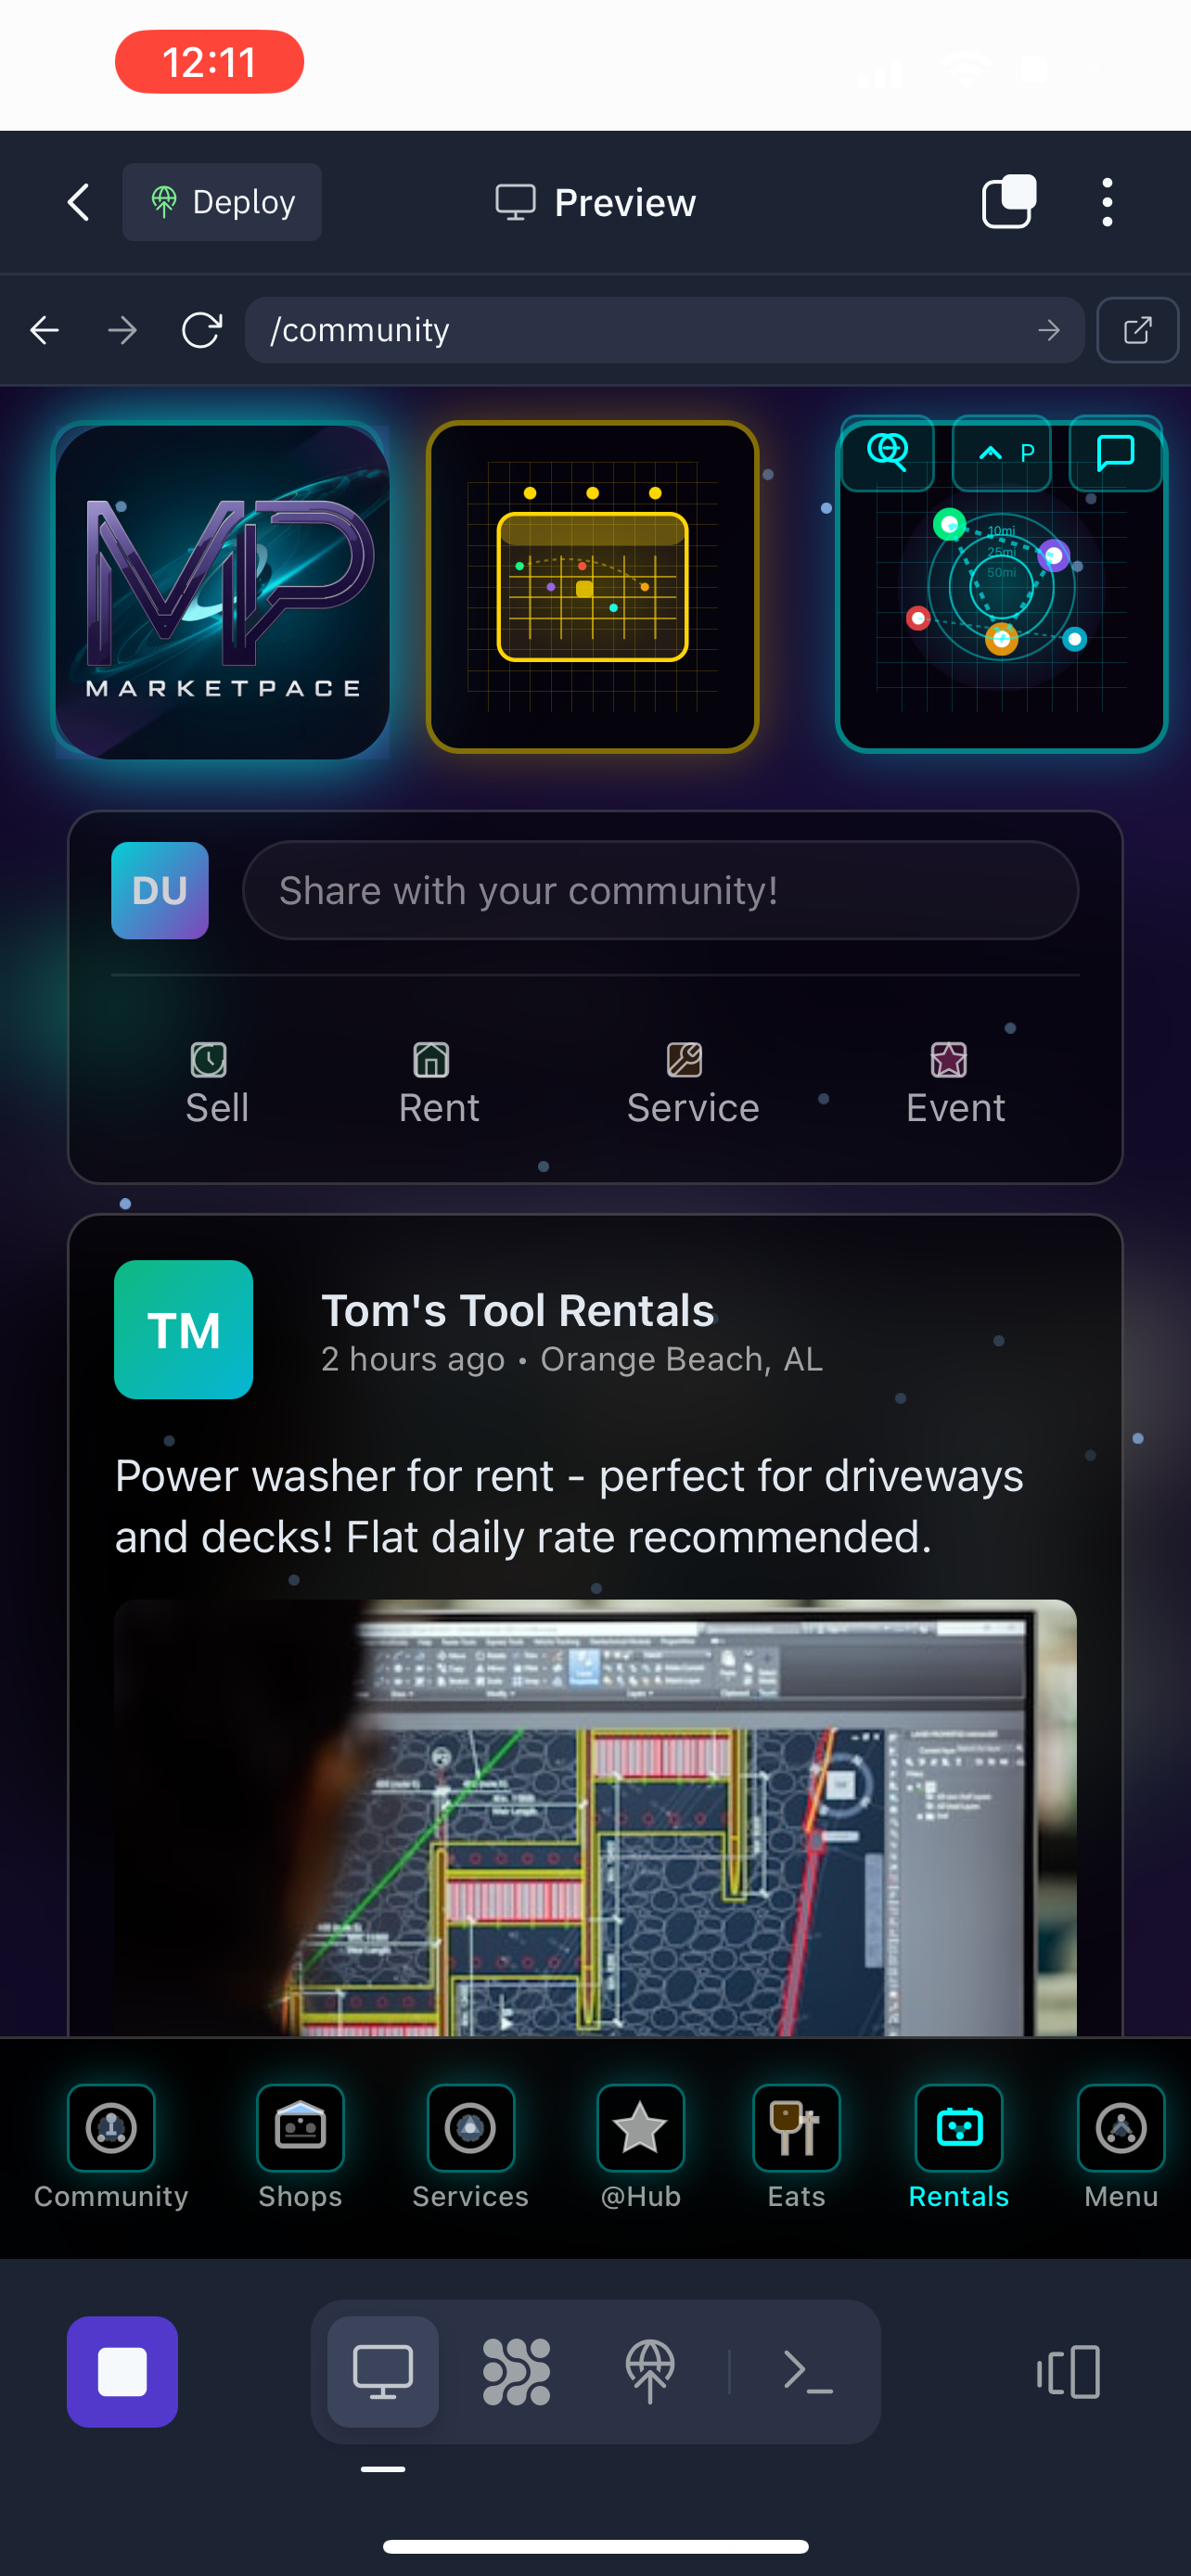 12:11
Deploy
Preview
/community
P
10mi
25mi
50mi
MP
MARKETPACE
DU
Share with your community!
Sell
Rent
Service
Event
TM
Tom's Tool Rentals
2 hours ago • Orange Beach, AL
Power washer for rent - perfect for driveways
and decks! Flat daily rate recommended.
Community
Shops
Services
@Hub
Eats
Rentals
Menu